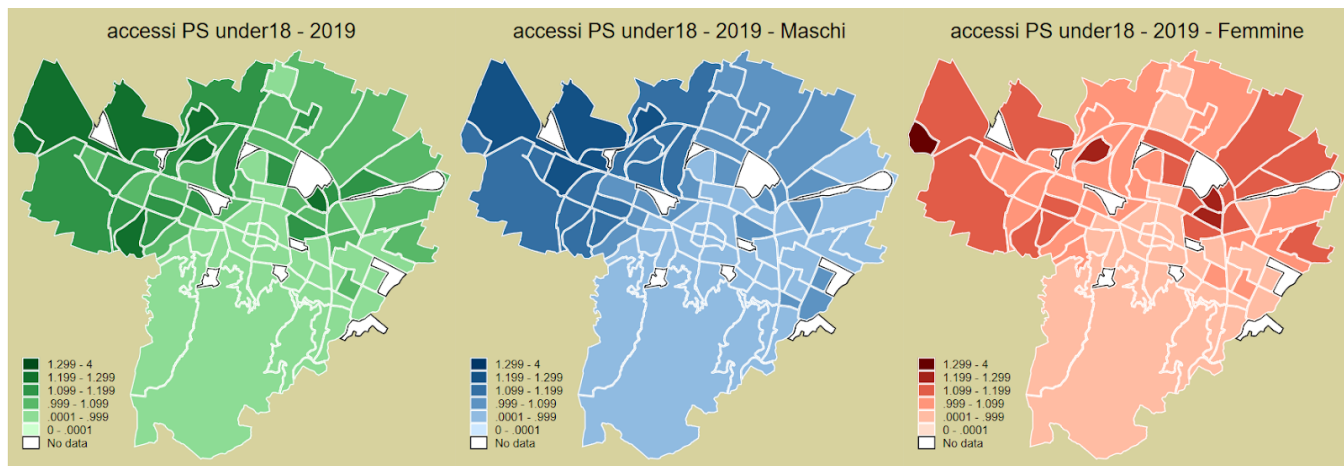 accessi PS under18 - 2019
1.299 - 4
1.199 - 1.299
1.099 - 1.199
.999 - 1.099
.0001 - .999
0 - .0001
No data
accessi PS under18 - 2019 - Maschi
1.299 - 4
1.199 - 1.299
1.099 - 1.199
.999 - 1.099
.0001 - .999
0 - .0001
No data
accessi PS under18 - 2019 - Femmine
1.299 - 4
1.199 - 1.299
1.099 - 1.199
.999 - 1.099
.0001 - .999
0 - .0001
No data